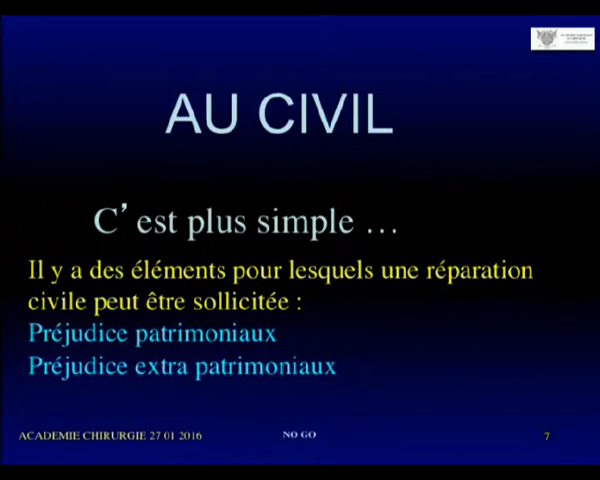 AU CIVIL
C’est plus simple …
Il y a des éléments pour lesquels une réparation
civile peut être sollicitée :
Préjudice patrimoniaux
Préjudice extra patrimoniaux
ACADEMIE CHIRURGIE 27 01 2016 NO GO 7